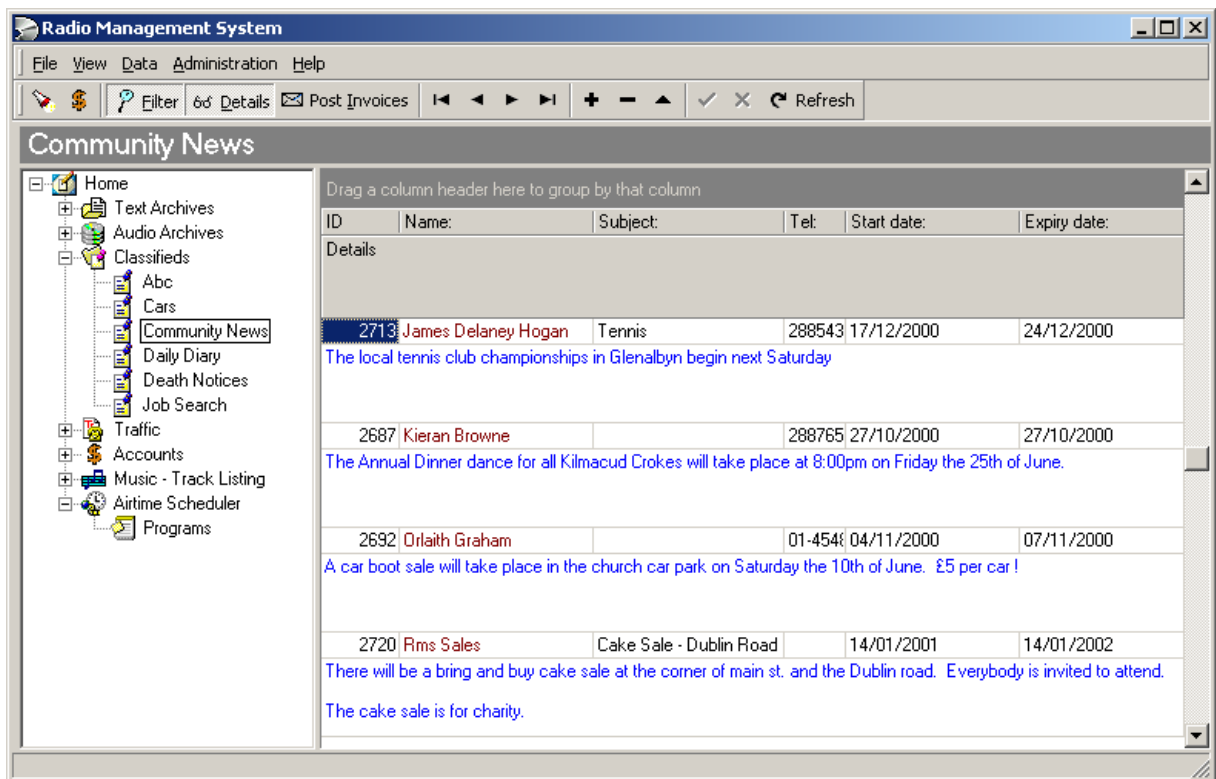 Radio Management System
File View Data Administration Help
Filter Details Post Invoices Refresh
Community News
Home
Text Archives
Audio Archives
Classifieds
Abc
Cars
Community News
Daily Diary
Death Notices
Job Search
Traffic
Accounts
Music - Track Listing
Airtime Scheduler
Programs
Drag a column header here to group by that column
ID Name: Subject: Tel: Start date: Expiry date:
Details
2713 James Delaney Hogan Tennis 288543 17/12/2000 24/12/2000
The local tennis club championships in Glenalbyn begin next Saturday
2687 Kieran Browne 288765 27/10/2000 27/10/2000
The Annual Dinner dance for all Kilmacud Crokes will take place at 8:00pm on Friday the 25th of June.
2692 Orlaith Graham 01-454 04/11/2000 07/11/2000
A car boot sale will take place in the church car park on Saturday the 10th of June. £5 per car !
2720 Rms Sales Cake Sale - Dublin Road 14/01/2001 14/01/2002
There will be a bring and buy cake sale at the corner of main st. and the Dublin road. Everybody is invited to attend.
The cake sale is for charity.